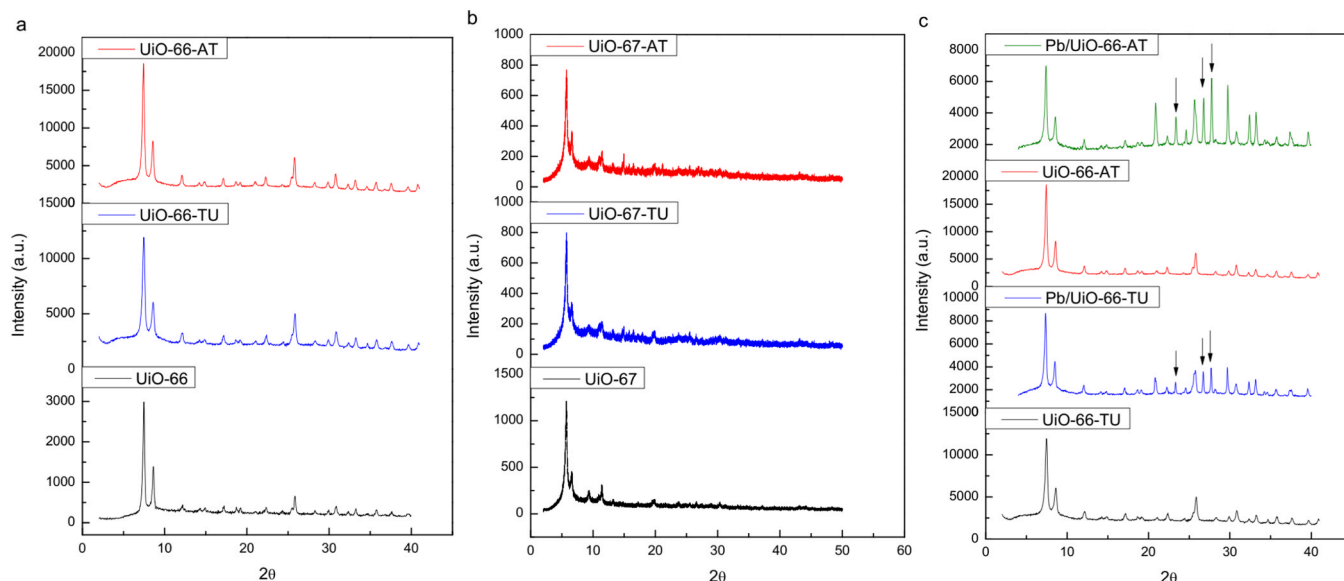 a
UiO-66-AT
20000
15000
10000
5000
15000
UiO-66-TU
10000
5000
0
UiO-66
3000
2000
1000
0
0 10 20 30 40
Intensity (a.u.)
2θ
b
1000
UiO-67-AT
800
600
400
200
0
1000
UiO-67-TU
800
600
400
200
0
1500
UiO-67
1000
500
0
0 10 20 30 40 50 60
Intensity (a.u.)
2θ
c
8000
Pb/UiO-66-AT
6000
4000
2000
20000
UiO-66-AT
15000
10000
5000
0
10000
Pb/UiO-66-TU
8000
6000
4000
2000
15000
UiO-66-TU
10000
5000
0
0 10 20 30 40
Intensity (a.u.)
2θ